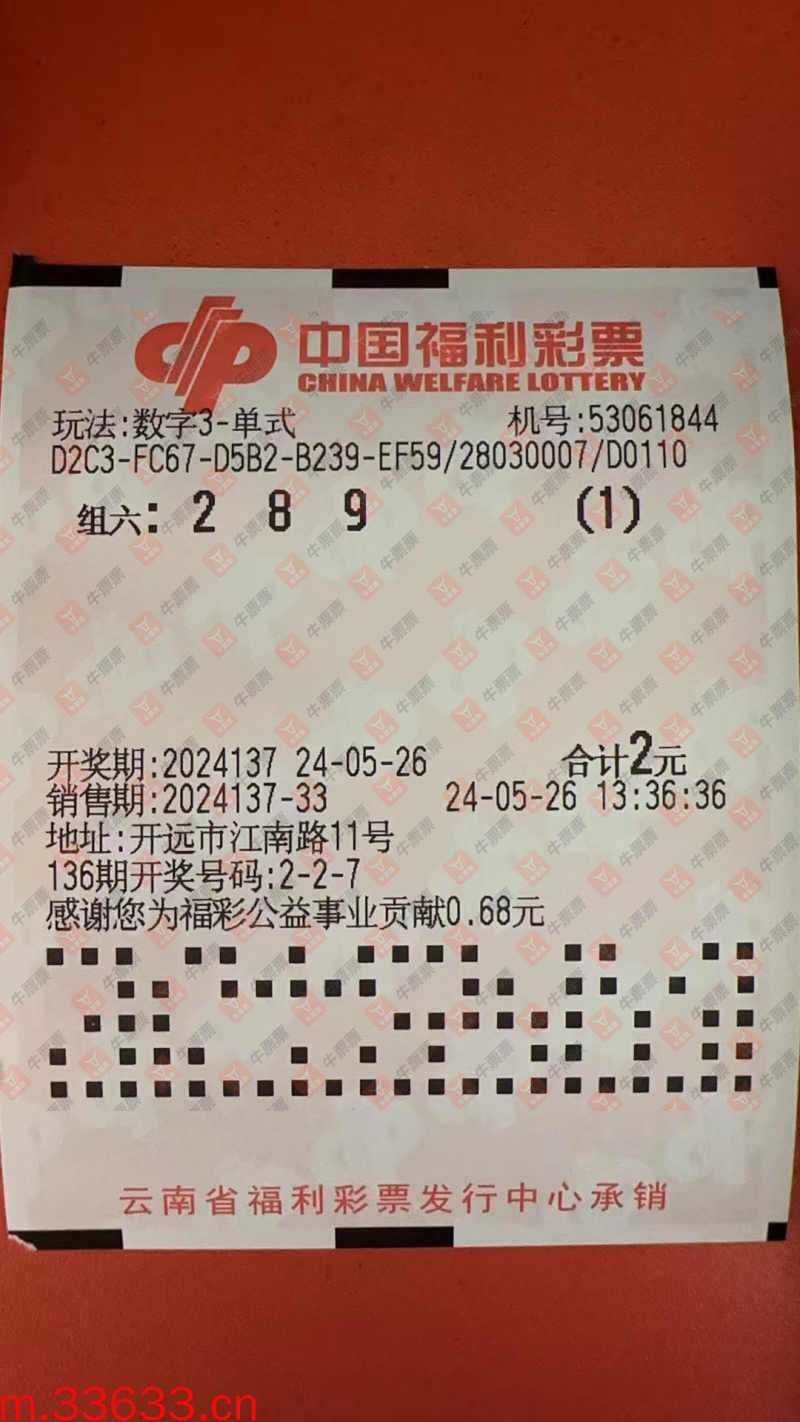 中国福利彩票
CHINA WELFARE LOTTERY
玩法:数字3-单式 机号:53061844
D2C3-FC67-D5B2-B239-EF59/28030007/D0110
组六: 2 8 9 (1)
开奖期:2024137 24-05-26 合计2元
销售期:2024137-33 24-05-26 13:36:36
地址:开远市江南路11号
136期开奖号码:2-2-7
感谢您为福彩公益事业贡献0.68元
云南省福利彩票发行中心承销
m.33633.cn
牛票票